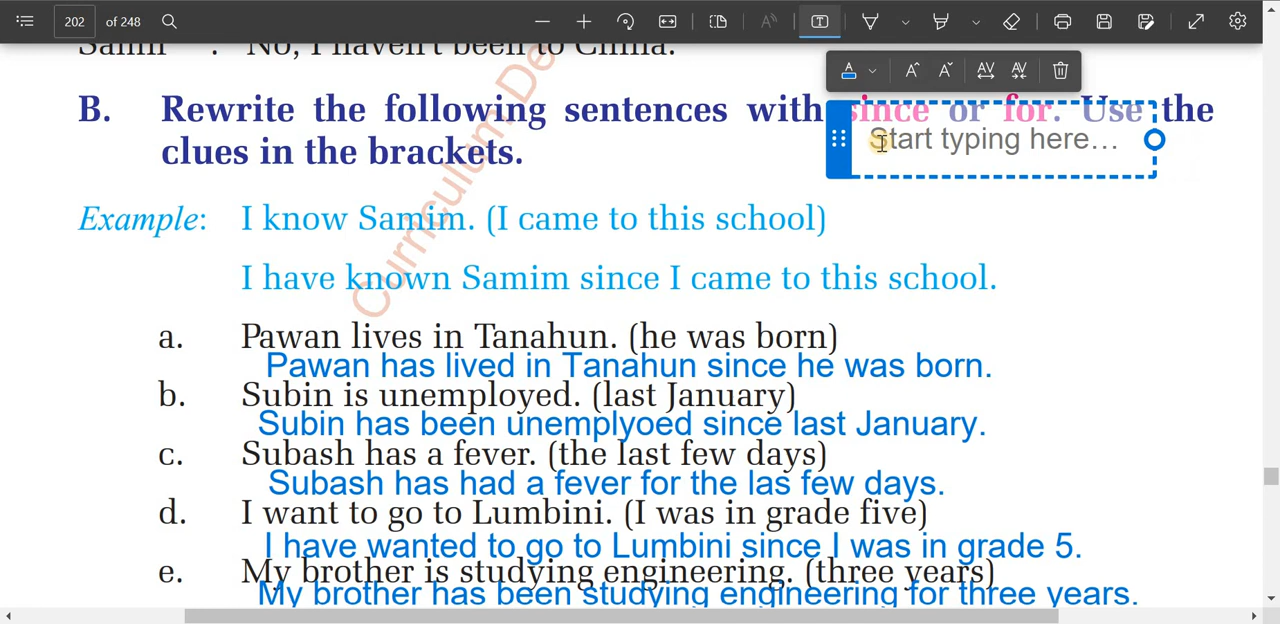 202 of 248
Samir : No, I haven't been to China.
B. Rewrite the following sentences with since or for. Use the
clues in the brackets.
Start typing here...
Example: I know Samim. (I came to this school)
I have known Samim since I came to this school.
a. Pawan lives in Tanahun. (he was born)
Pawan has lived in Tanahun since he was born.
b. Subin is unemployed. (last January)
Subin has been unemplyoed since last January.
c. Subash has a fever. (the last few days)
Subash has had a fever for the las few days.
d. I want to go to Lumbini. (I was in grade five)
I have wanted to go to Lumbini since I was in grade 5.
e. My brother is studying engineering. (three years)
My brother has been studying engineering for three years.
Curriculum De